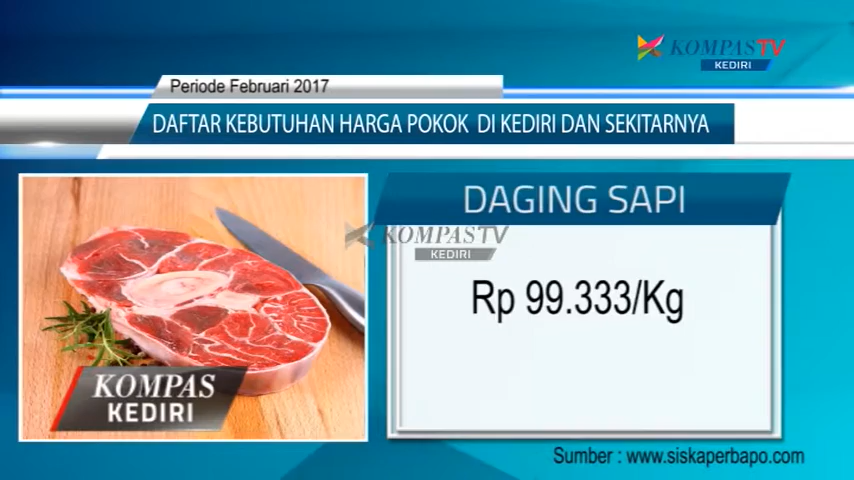 KOMPASTV
KEDIRI
Periode Februari 2017
DAFTAR KEBUTUHAN HARGA POKOK DI KEDIRI DAN SEKITARNYA
DAGING SAPI
KOMPASTV
KEDIRI
Rp 99.333/Kg
KOMPAS
KEDIRI
Sumber : www.siskaperbapo.com